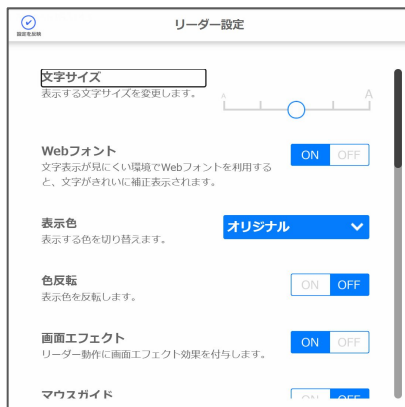 リーダー設定
設定を反映
文字サイズ
表示する文字サイズを変更します。
A
A
Webフォント
文字表示が見にくい環境でWebフォントを利用する
と、文字がきれいに補正表示されます。
ON OFF
表示色
表示する色を切り替えます。
オリジナル
色反転
表示色を反転します。
ON OFF
画面エフェクト
リーダー動作に画面エフェクト効果を付与します。
ON OFF
マウスガイド
ON OFF